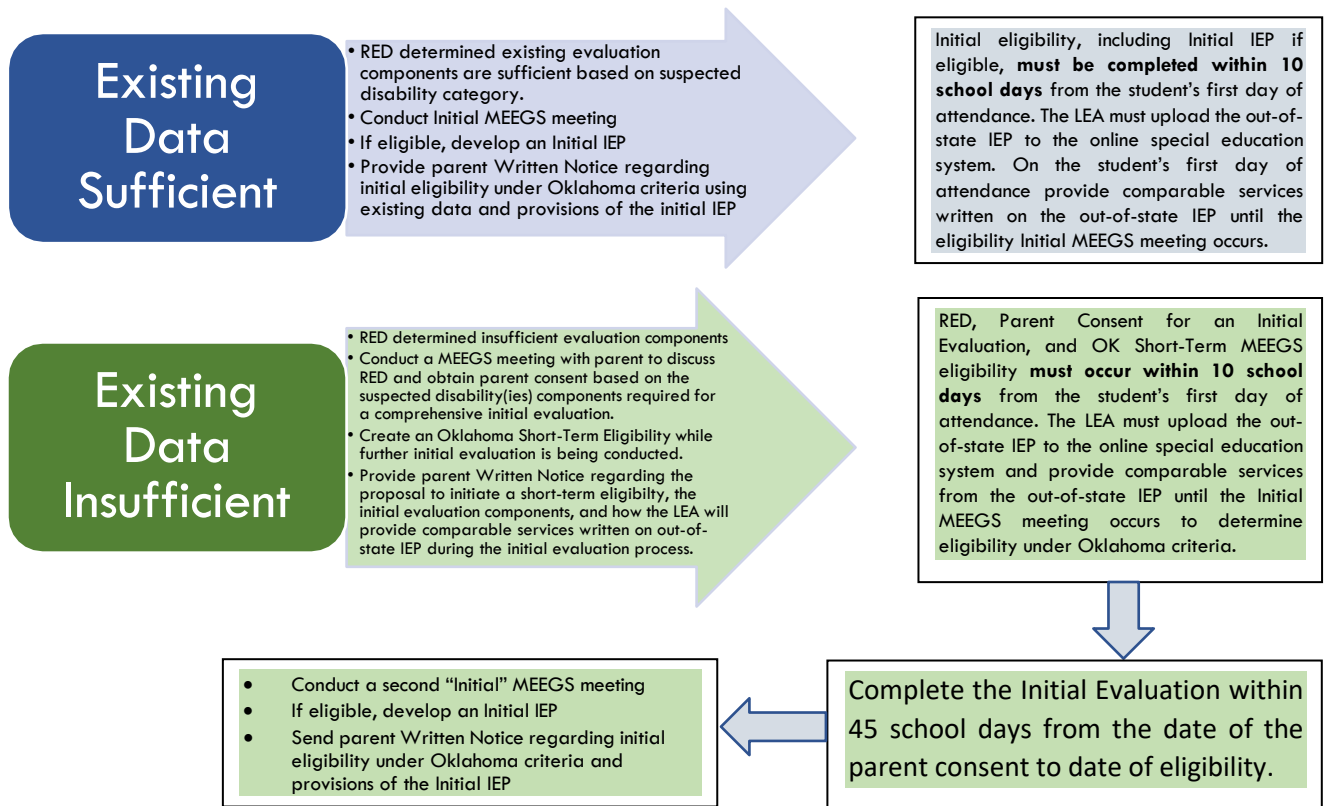 Existing
Data
Sufficient
• RED determined existing evaluation
components are sufficient based on suspected
disability category.
• Conduct Initial MEEGS meeting
• If eligible, develop an Initial IEP
• Provide parent Written Notice regarding
initial eligibility under Oklahoma criteria using
existing data and provisions of the initial IEP
Initial eligibility, including Initial IEP if
eligible, must be completed within 10
school days from the student's first day of
attendance. The LEA must upload the out-of-
state IEP to the online special education
system. On the student's first day of
attendance provide comparable services
written on the out-of-state IEP until the
eligibility Initial MEEGS meeting occurs.
Existing
Data
Insufficient
• RED determined insufficient evaluation components
• Conduct a MEEGS meeting with parent to discuss
RED and obtain parent consent based on the
suspected disability(ies) components required for
a comprehensive initial evaluation.
• Create an Oklahoma Short-Term Eligibility while
further initial evaluation is being conducted.
• Provide parent Written Notice regarding the
proposal to initiate a short-term eligibilty, the
initial evaluation components, and how the LEA will
provide comparable services written on out-of-
state IEP during the initial evaluation process.
RED, Parent Consent for an Initial
Evaluation, and OK Short-Term MEEGS
eligibility must occur within 10 school
days from the student's first day of
attendance. The LEA must upload the out-
of-state IEP to the online special education
system and provide comparable services
from the out-of-state IEP until the Initial
MEEGS meeting occurs to determine
eligibility under Oklahoma criteria.
Complete the Initial Evaluation within
45 school days from the date of the
parent consent to date of eligibility.
• Conduct a second "Initial" MEEGS meeting
• If eligible, develop an Initial IEP
• Send parent Written Notice regarding initial
eligibility under Oklahoma criteria and
provisions of the Initial IEP